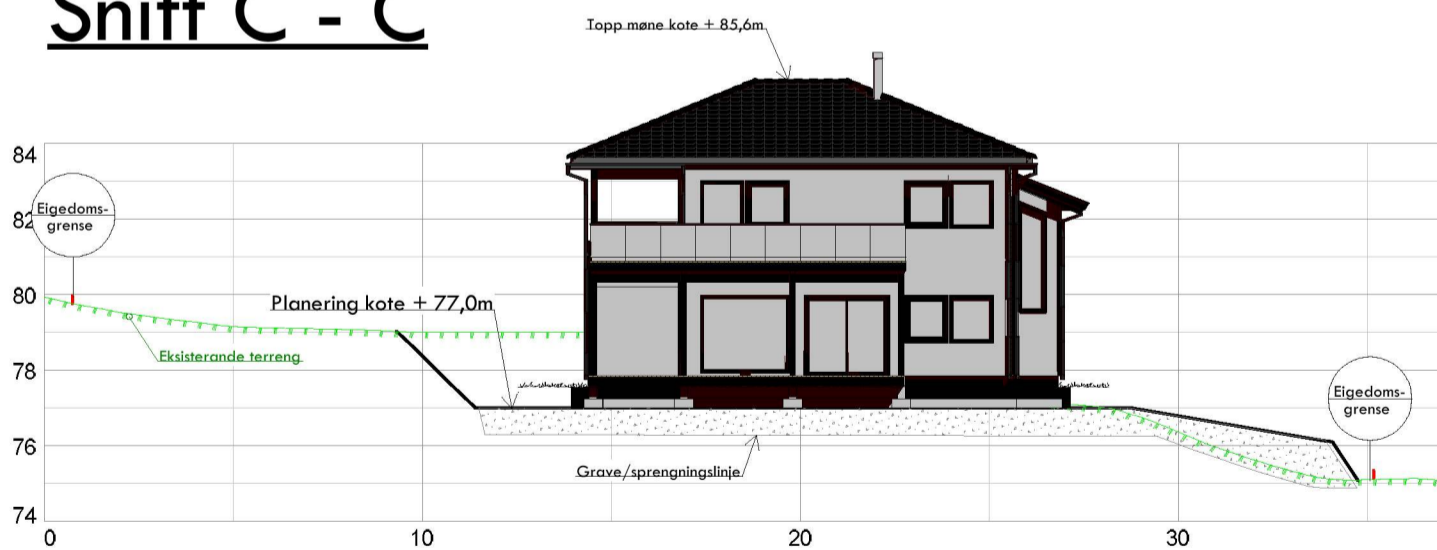 Snitt C - C
Topp møne kote + 85,6m
84
Eigedoms-
grense
82
80
Planering kote + 77,0m
Eksisterande terreng
78
Eigedoms-
grense
76
Grave/sprengningslinje
74
0
10
20
30